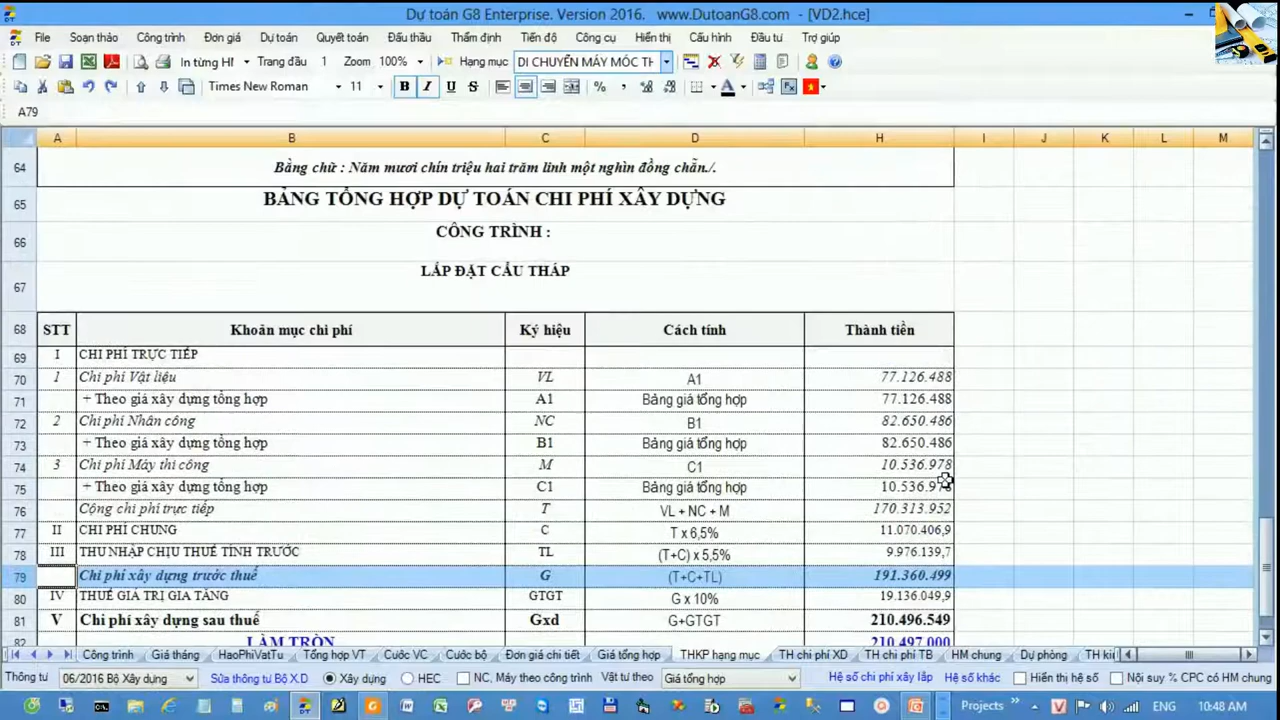 Dự toán G8 Enterprise. Version 2016. www.DutoanG8.com - [VD2.hce]
File Soạn thảo Công trình Đơn giá Dự toán Quyết toán Đấu thầu Thẩm định Tiến độ Công cụ Hiển thị Cấu hình Đầu tư Trợ giúp
In từng HM Trang đầu 1 Zoom 100% Hạng mục DI CHUYỂN MÁY MÓC TH
Times New Roman 11 B I U S % ,
A79
A B C D H I J K L M
64 Bằng chữ : Năm mươi chín triệu hai trăm linh một nghìn đồng chẵn./.
65 BẢNG TỔNG HỢP DỰ TOÁN CHI PHÍ XÂY DỰNG
66 CÔNG TRÌNH :
67 LẮP ĐẶT CẨU THÁP
68 STT Khoản mục chi phí Ký hiệu Cách tính Thành tiền
69 I CHI PHÍ TRỰC TIẾP
70 1 Chi phí Vật liệu VL A1 77.126.488
71 + Theo giá xây dựng tổng hợp A1 Bảng giá tổng hợp 77.126.488
72 2 Chi phí Nhân công NC B1 82.650.486
73 + Theo giá xây dựng tổng hợp B1 Bảng giá tổng hợp 82.650.486
74 3 Chi phí Máy thi công M C1 10.536.978
75 + Theo giá xây dựng tổng hợp C1 Bảng giá tổng hợp 10.536.978
76 Cộng chi phí trực tiếp T VL + NC + M 170.313.952
77 II CHI PHÍ CHUNG C T x 6,5% 11.070.406,9
78 III THU NHẬP CHỊU THUẾ TÍNH TRƯỚC TL (T+C) x 5,5% 9.976.139,7
79 Chi phí xây dựng trước thuế G (T+C+TL) 191.360.499
80 IV THUẾ GIÁ TRỊ GIA TĂNG GTGT G x 10% 19.136.049,9
81 V Chi phí xây dựng sau thuế Gxd G+GTGT 210.496.549
82 LÀM TRÒN 210.497.000
Công trình Giá tháng HaoPhiVatTu Tổng hợp VT Cước VC Cước bộ Đơn giá chi tiết Giá tổng hợp THKP hạng mục TH chi phí XD TH chi phí TB HM chung Dự phòng TH kin
Thông tư 06/2016 Bộ Xây dựng Sửa thông tư Bộ X.D Xây dựng HEC NC, Máy theo công trình Vật tư theo Giá tổng hợp Hệ số chi phí xây lắp Hệ số khác Hiển thị hệ số Nội suy % CPC có HM chung
Projects ENG 10:48 AM